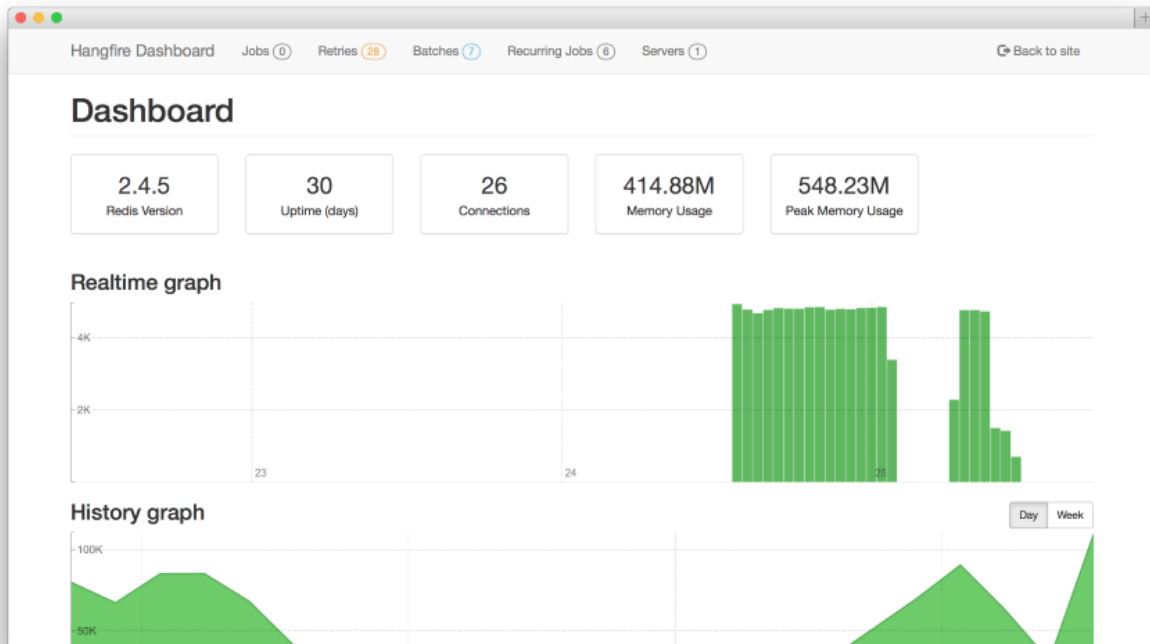 Hangfire Dashboard Jobs 0 Retries 28 Batches 7 Recurring Jobs 6 Servers 1 Back to site
Dashboard
2.4.5 30 26 414.88M 548.23M
Redis Version Uptime (days) Connections Memory Usage Peak Memory Usage
Realtime graph
4K
2K
23 24 25
History graph Day Week
100K
50K